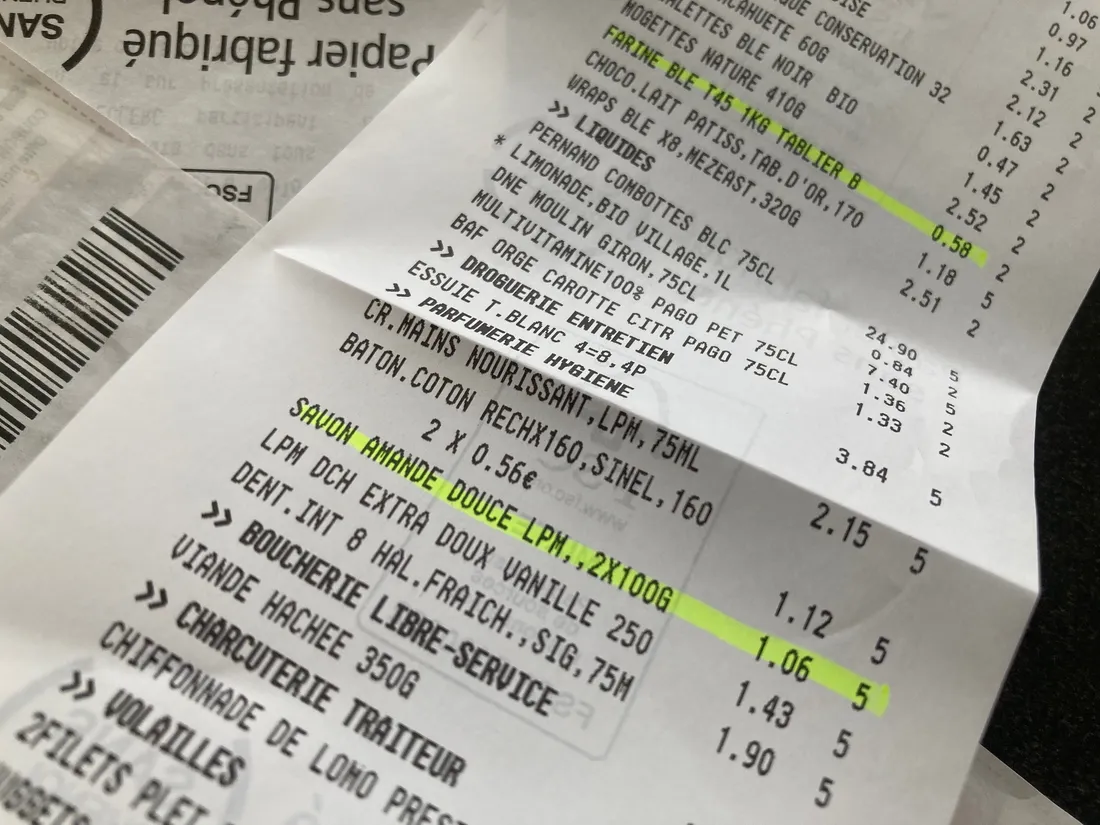 Papier fabriqué
sans Phénol
SAN
FSC
1.06
0.97
1.16
2.31 2
OISE 2.12 2
QUE CONSERVATION 32 1.63 2
CAHUETE 60G 0.47 2
ALETTES BLE NOIR BIO 1.45 2
MOGETTES NATURE 410G 2.52 2
FARINE BLE T45 1KG TABLIER B 0.58 2
CHOCO.LAIT PATISS,TAB.D'OR,170 1.18 5
WRAPS BLE X8,MEZEAST,320G 2.51 2
>> LIQUIDES
PERNAND COMBOTTES BLC 75CL 24.90 5
* LIMONADE,BIO VILLAGE,1L 0.84 2
DNE MOULIN GIRON,75CL 7.40 5
MULTIVITAMINE100% PAGO PET 75CL 1.36 2
BAF ORGE CAROTTE CITR PAGO 75CL 1.33 2
>> DROGUERIE ENTRETIEN
ESSUIE T.BLANC 4=8,4P 3.84 5
>> PARFUMERIE HYGIENE
CR.MAINS NOURISSANT,LPM,75ML 2.15 5
BATON.COTON RECHX160,SINEL,160
2 X 0.56€ 1.12 5
SAVON AMANDE DOUCE LPM,,2X100G 1.06 5
LPM DCH EXTRA DOUX VANILLE 250 1.43 5
DENT.INT 8 HAL.FRAICH.,SIG,75M 1.90 5
>> BOUCHERIE LIBRE-SERVICE
VIANDE HACHEE 350G
>> CHARCUTERIE TRAITEUR
CHIFFONNADE DE LOMO PRES
>> VOLAILLES
2FILETS PLET